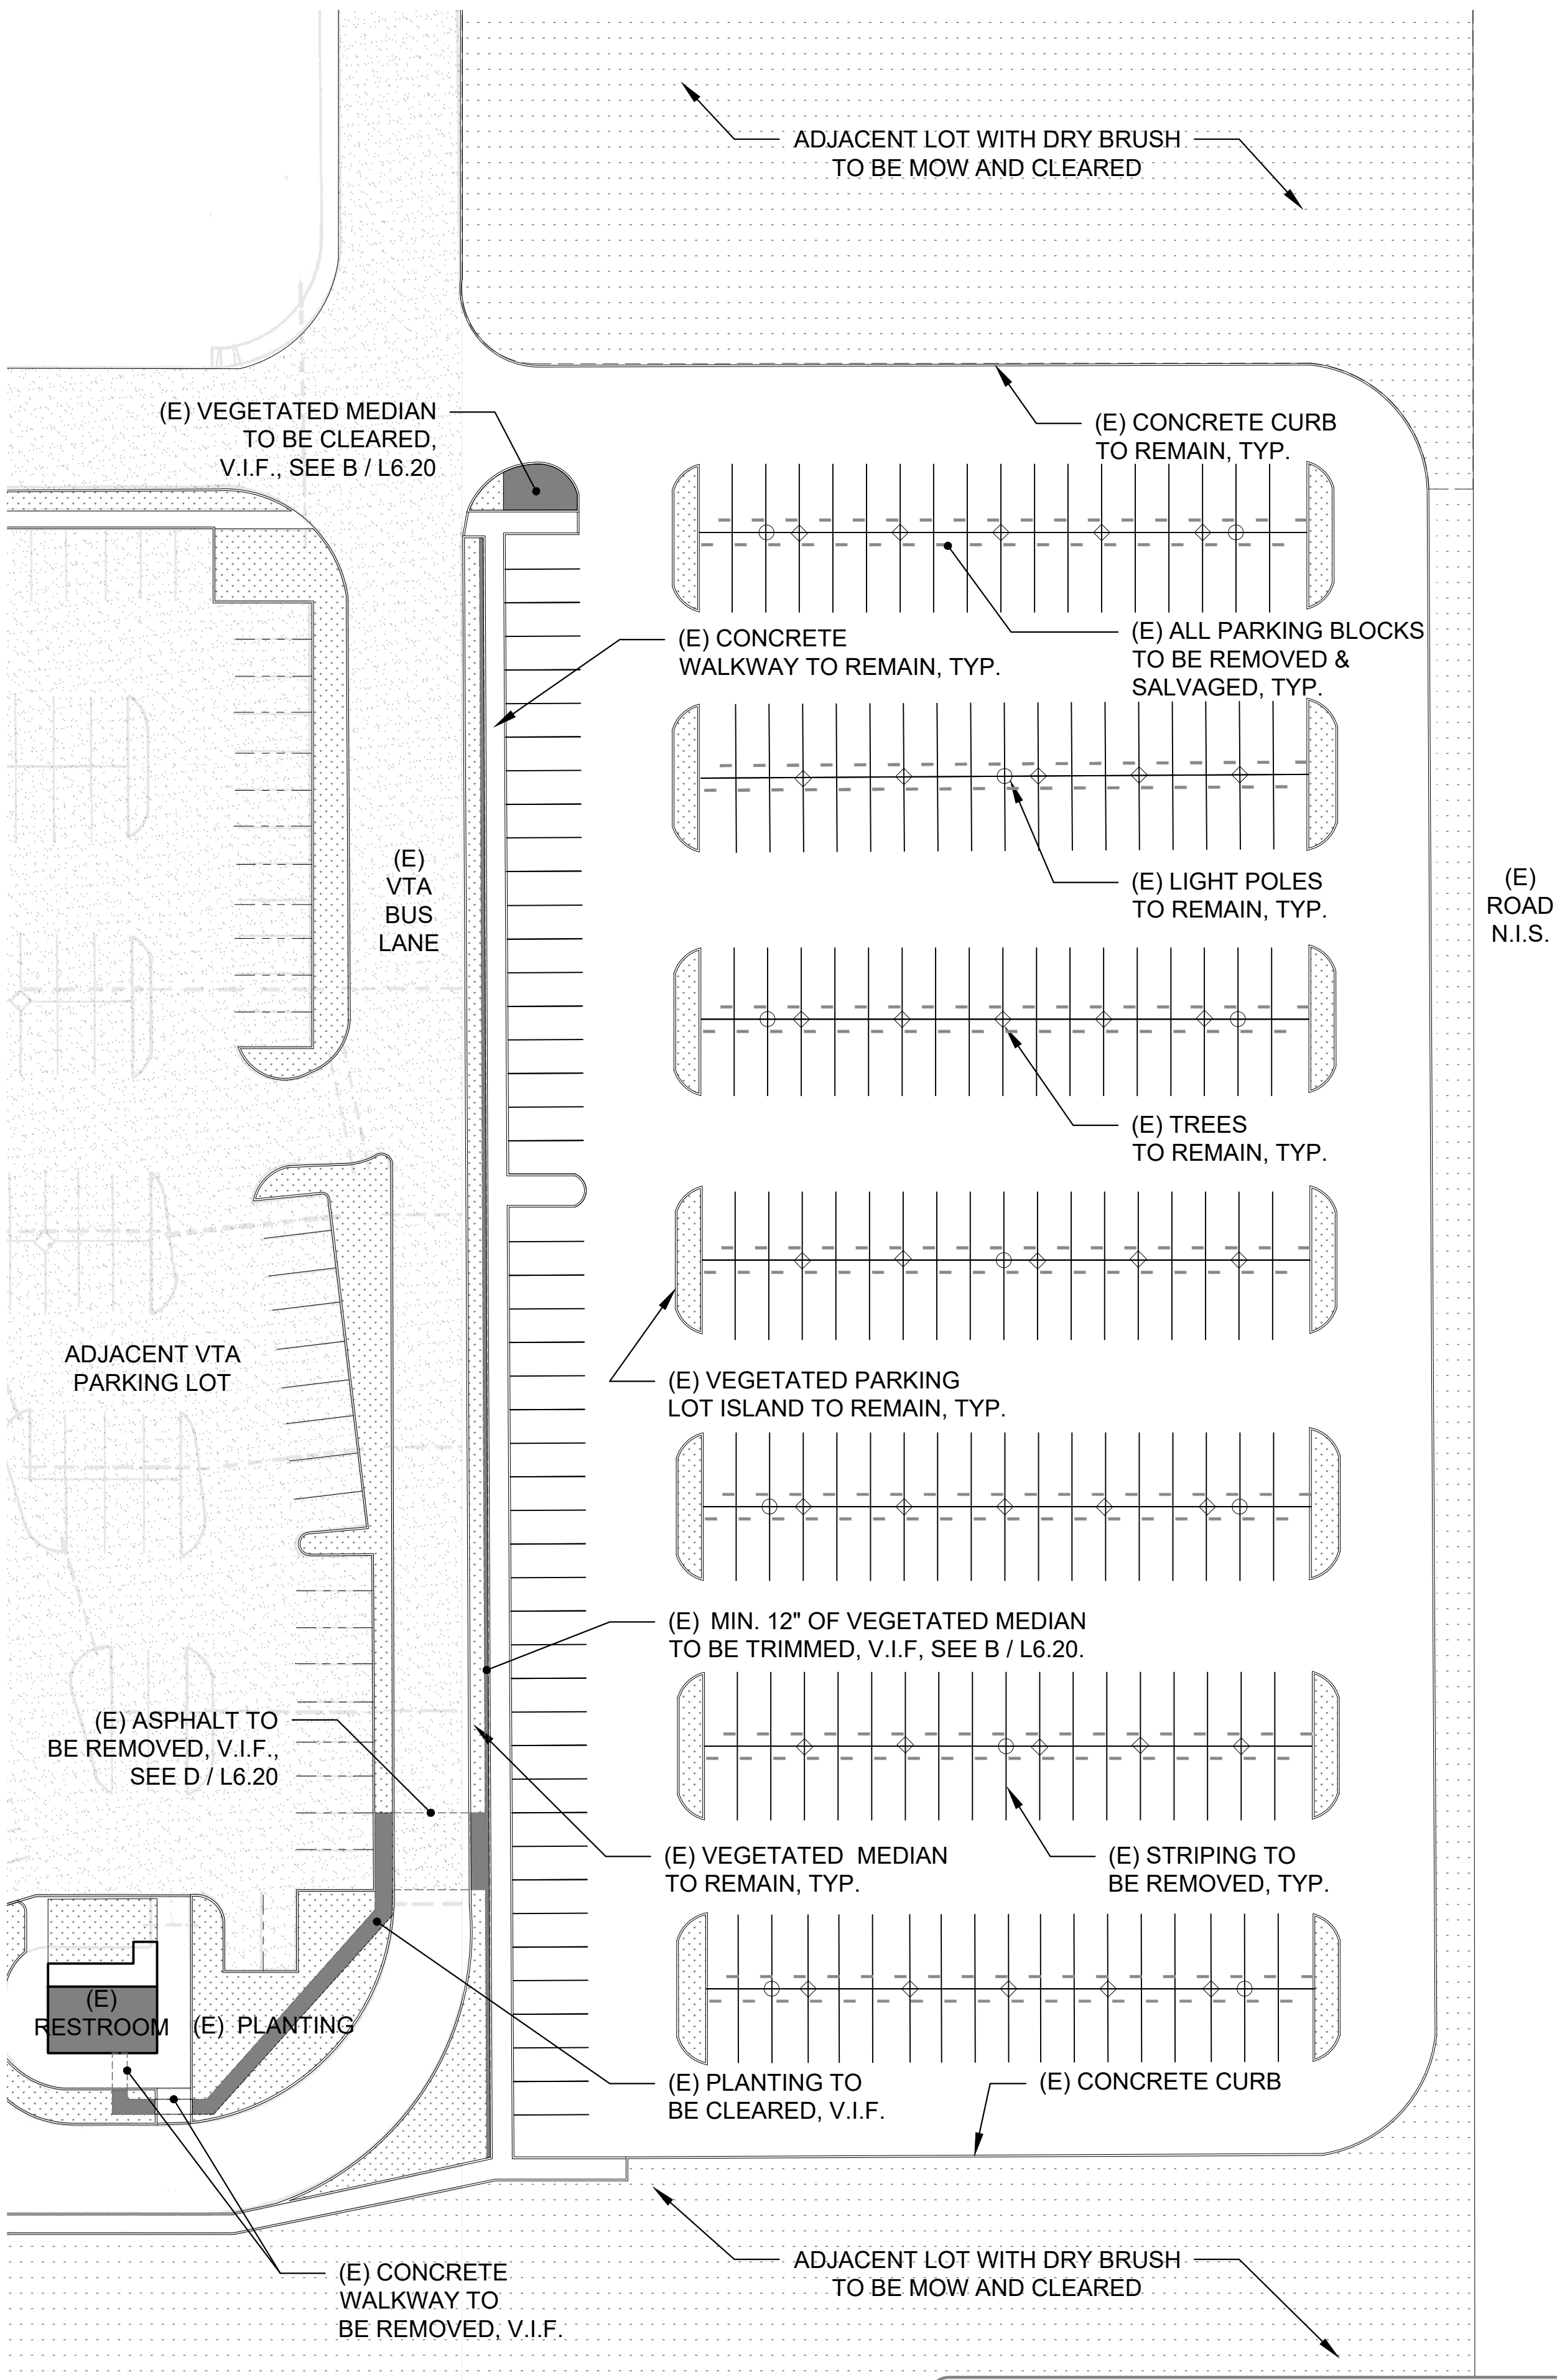 ADJACENT LOT WITH DRY BRUSH
TO BE MOW AND CLEARED
(E) VEGETATED MEDIAN
TO BE CLEARED,
V.I.F., SEE B / L6.20
(E) CONCRETE CURB
TO REMAIN, TYP.
(E) CONCRETE
WALKWAY TO REMAIN, TYP.
(E) ALL PARKING BLOCKS
TO BE REMOVED &
SALVAGED, TYP.
(E)
VTA
BUS
LANE
(E) LIGHT POLES
TO REMAIN, TYP.
(E)
ROAD
N.I.S.
(E) TREES
TO REMAIN, TYP.
ADJACENT VTA
PARKING LOT
(E) VEGETATED PARKING
LOT ISLAND TO REMAIN, TYP.
(E) MIN. 12" OF VEGETATED MEDIAN
TO BE TRIMMED, V.I.F, SEE B / L6.20.
(E) ASPHALT TO
BE REMOVED, V.I.F.,
SEE D / L6.20
(E) VEGETATED MEDIAN
TO REMAIN, TYP.
(E) STRIPING TO
BE REMOVED, TYP.
(E)
RESTROOM
(E) PLANTING
(E) PLANTING TO
BE CLEARED, V.I.F.
(E) CONCRETE CURB
(E) CONCRETE
WALKWAY TO
BE REMOVED, V.I.F.
ADJACENT LOT WITH DRY BRUSH
TO BE MOW AND CLEARED